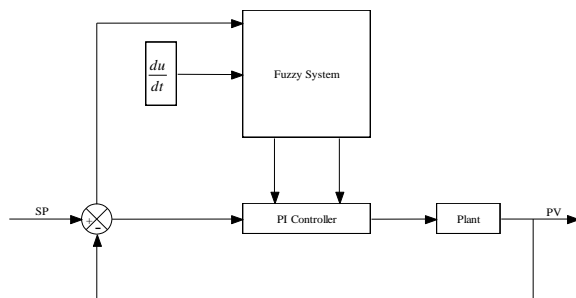 du
dt
Fuzzy System
SP
+
-
PI Controller
Plant
PV